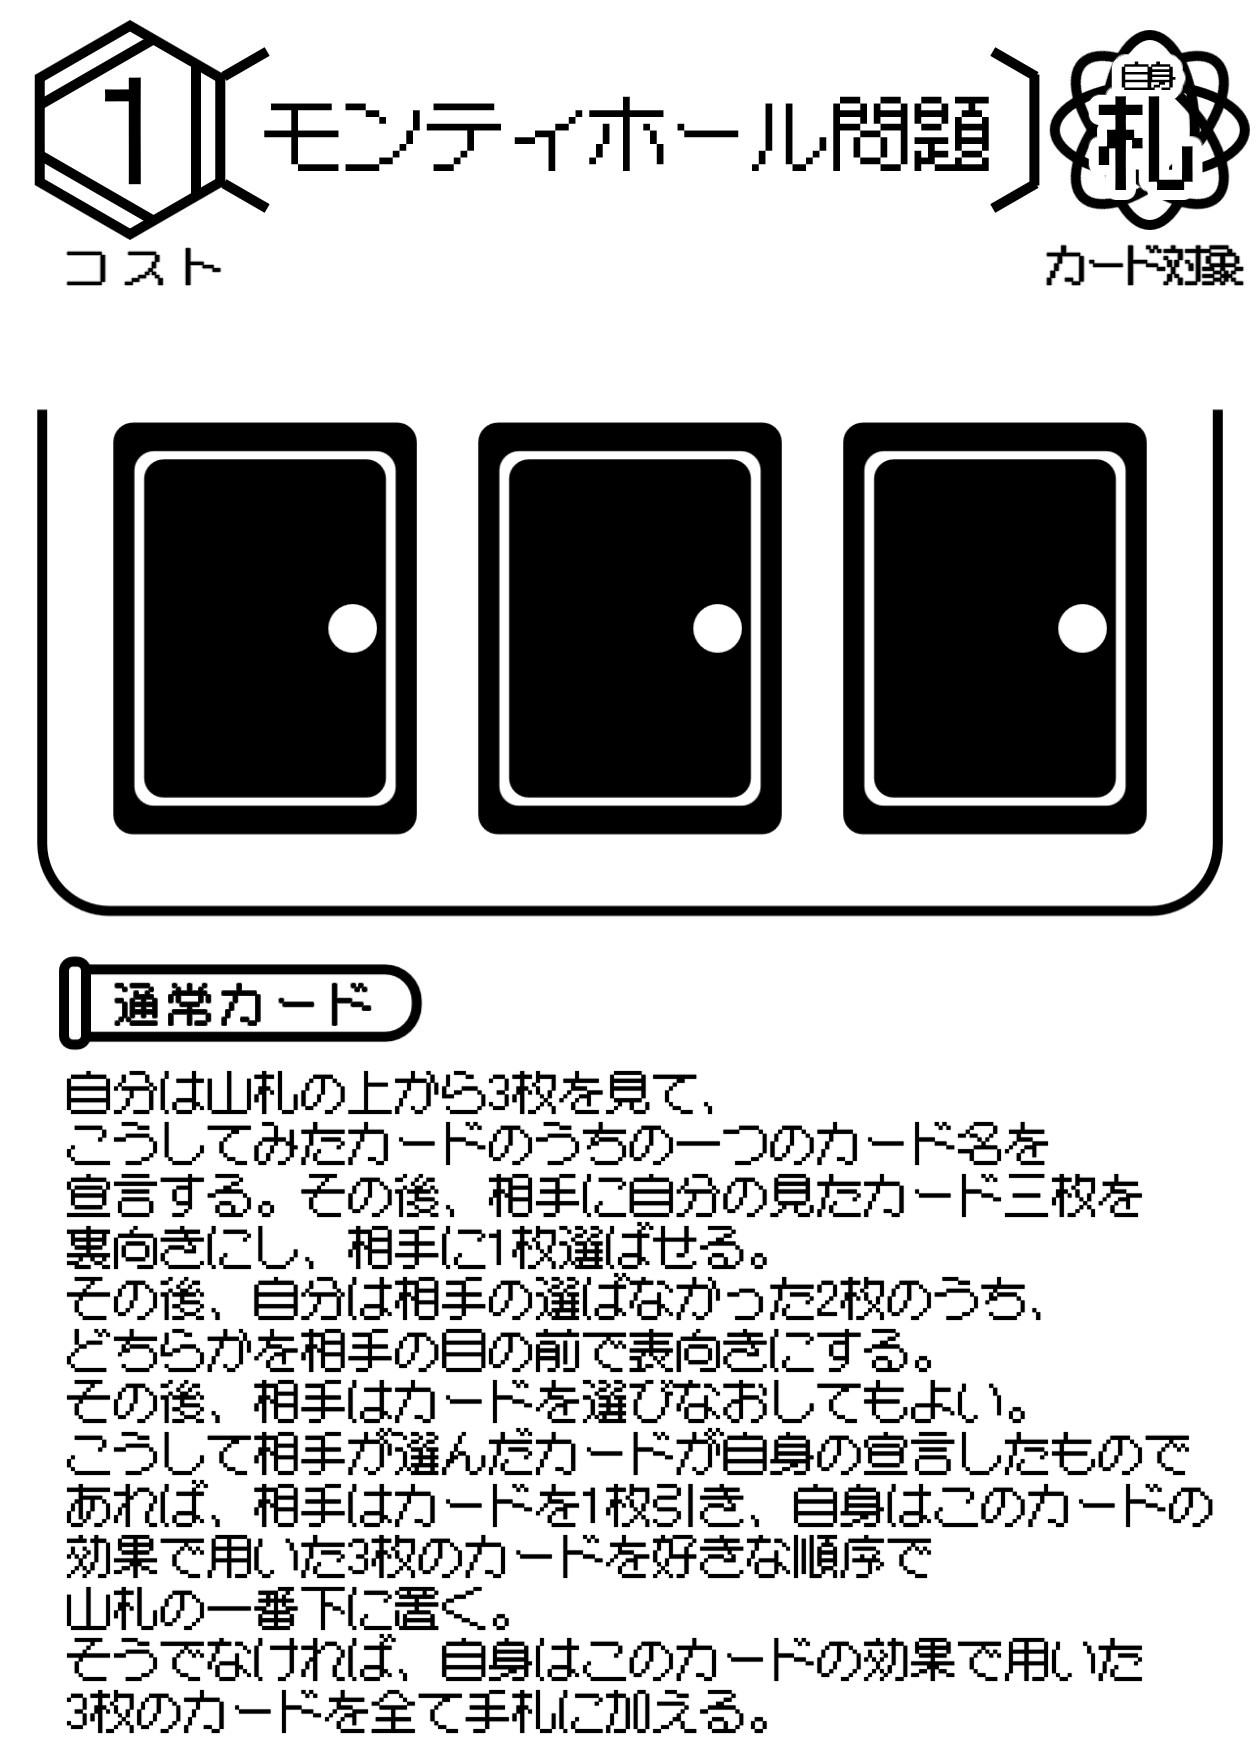 1
モンティホール問題
自身
札
コスト
カード対象
通常カード
自分は山札の上から3枚を見て、
こうしてみたカードのうちの一つのカード名を
宣言する。その後、相手に自分の見たカード三枚を
裏向きにし、相手に1枚選ばせる。
その後、自分は相手の選ばなかった2枚のうち、
どちらかを相手の目の前で表向きにする。
その後、相手はカードを選びなおしてもよい。
こうして相手が選んだカードが自身の宣言したもので
あれば、相手はカードを1枚引き、自身はこのカードの
効果で用いた3枚のカードを好きな順序で
山札の一番下に置く。
そうでなければ、自身はこのカードの効果で用いた
3枚のカードを全て手札に加える。